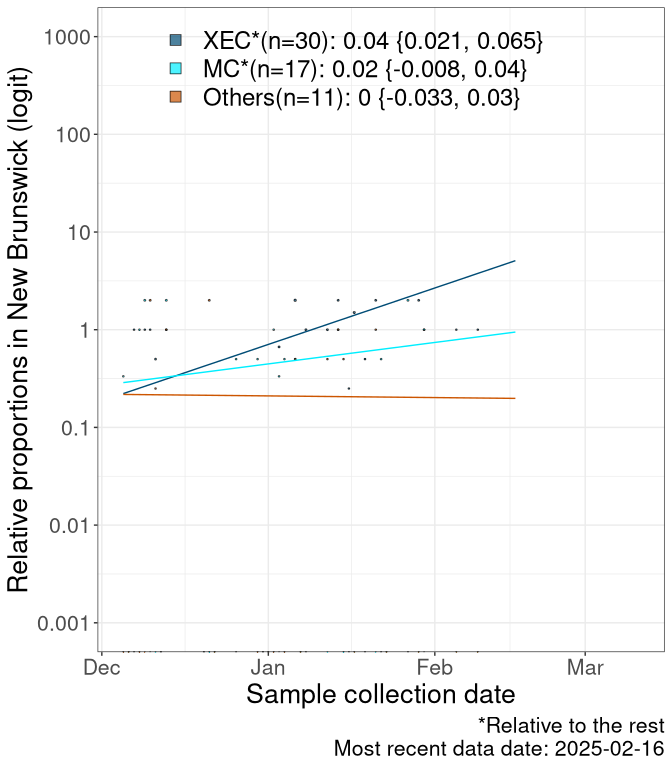 XEC*(n=30): 0.04 {0.021, 0.065}
MC*(n=17): 0.02 {-0.008, 0.04}
Others(n=11): 0 {-0.033, 0.03}
Relative proportions in New Brunswick (logit)
1000
100
10
1
0.1
0.01
0.001
Dec Jan Feb Mar
Sample collection date
*Relative to the rest
Most recent data date: 2025-02-16